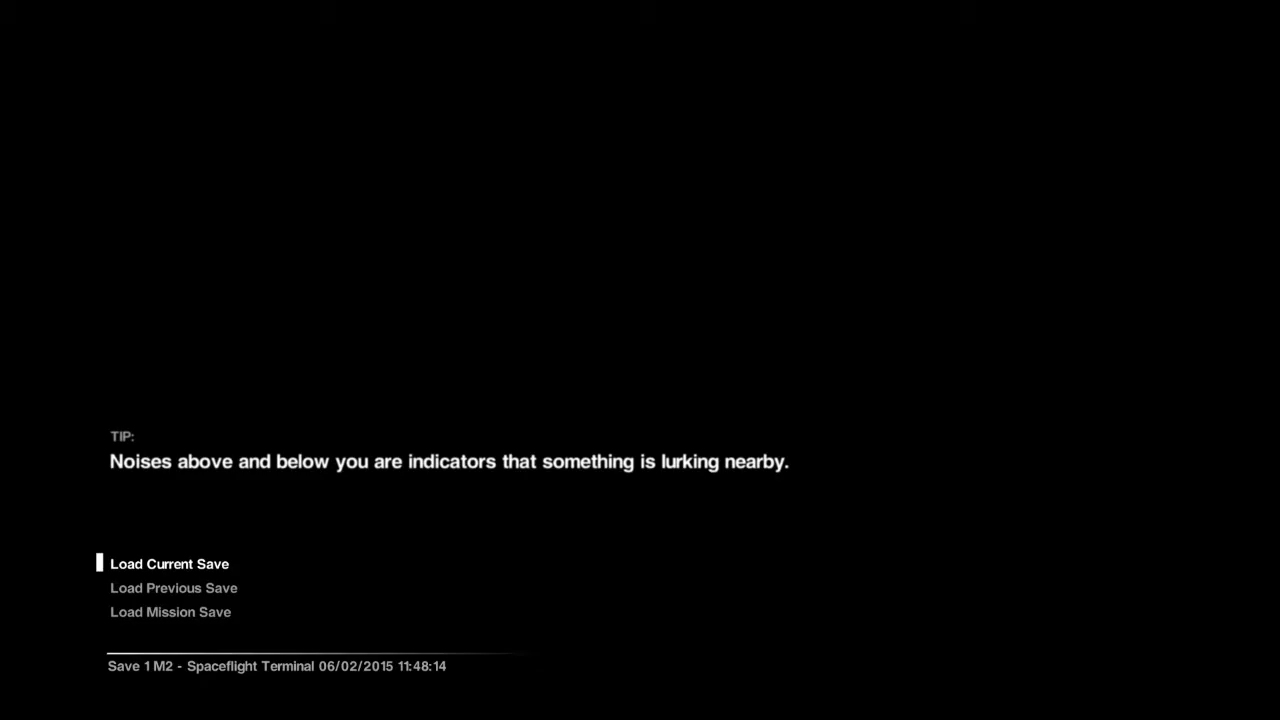 TIP:
Noises above and below you are indicators that something is lurking nearby.
Load Current Save
Load Previous Save
Load Mission Save
Save 1 M2 - Spaceflight Terminal 06/02/2015 11:48:14